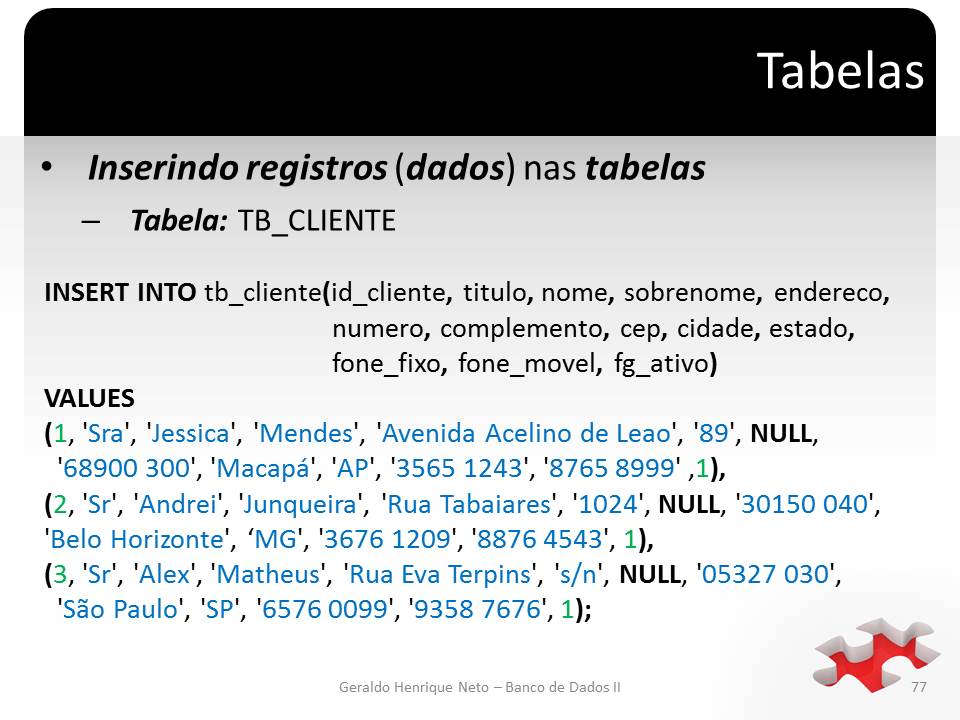 Tabelas
• Inserindo registros (dados) nas tabelas
– Tabela: TB_CLIENTE
INSERT INTO tb_cliente(id_cliente, titulo, nome, sobrenome, endereco,
numero, complemento, cep, cidade, estado,
fone_fixo, fone_movel, fg_ativo)
VALUES
(1, 'Sra', 'Jessica', 'Mendes', 'Avenida Acelino de Leao', '89', NULL,
'68900 300', 'Macapá', 'AP', '3565 1243', '8765 8999' ,1),
(2, 'Sr', 'Andrei', 'Junqueira', 'Rua Tabaiares', '1024', NULL, '30150 040',
'Belo Horizonte', ‘MG', '3676 1209', '8876 4543', 1),
(3, 'Sr', 'Alex', 'Matheus', 'Rua Eva Terpins', 's/n', NULL, '05327 030',
'São Paulo', 'SP', '6576 0099', '9358 7676', 1);
Geraldo Henrique Neto – Banco de Dados II
77